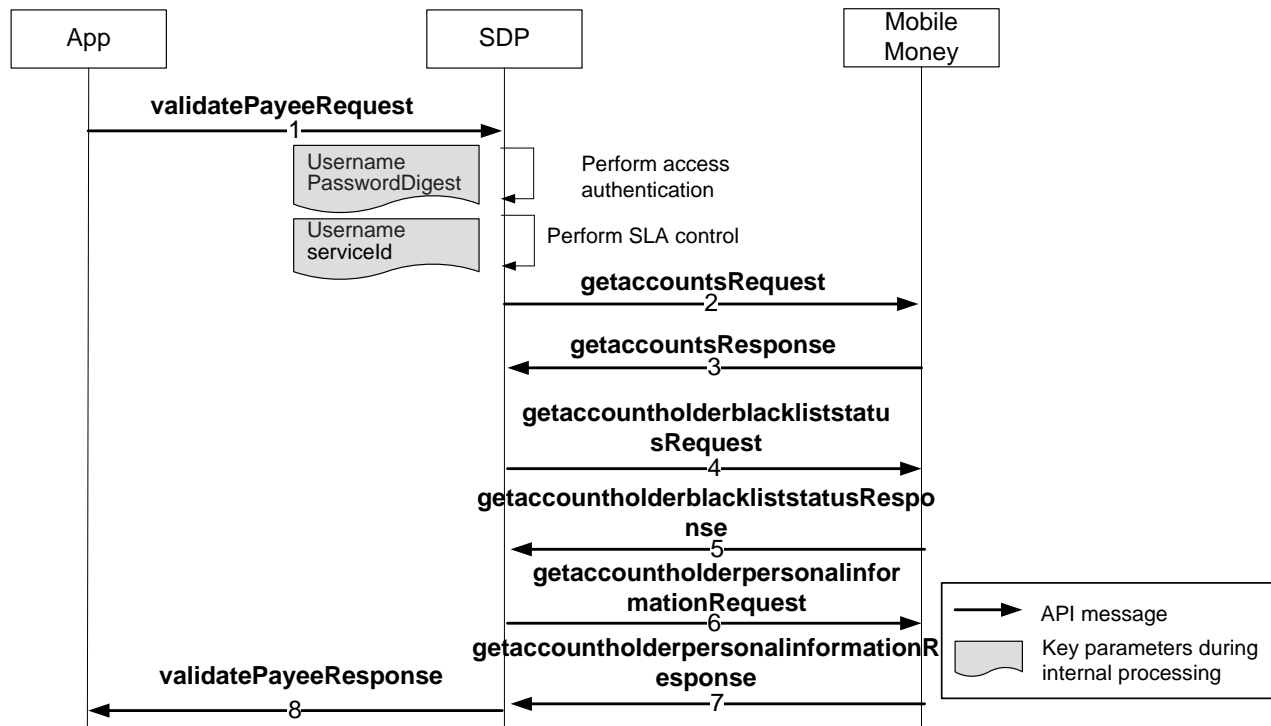 App
SDP
Mobile
Money
validatePayeeRequest
1
Username
PasswordDigest
Perform access
authentication
Username
serviceId
Perform SLA control
getaccountsRequest
2
getaccountsResponse
3
getaccountholderblackliststatu
sRequest
4
getaccountholderblackliststatusRespo
nse
5
getaccountholderpersonalinfor
mationRequest
6
getaccountholderpersonalinformationR
esponse
7
validatePayeeResponse
8
API message
Key parameters during
internal processing